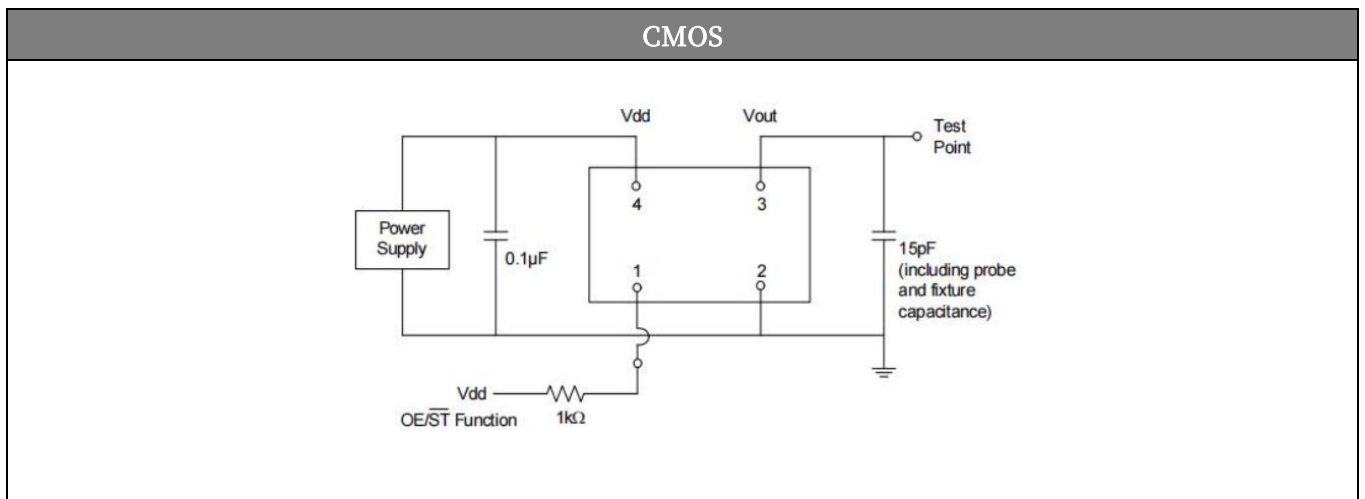 CMOS
Vdd
Vout
Test
Point
4
3
Power
Supply
0.1µF
1
2
15pF
(including probe
and fixture
capacitance)
Vdd
OE/S̅T̅ Function
1kΩ